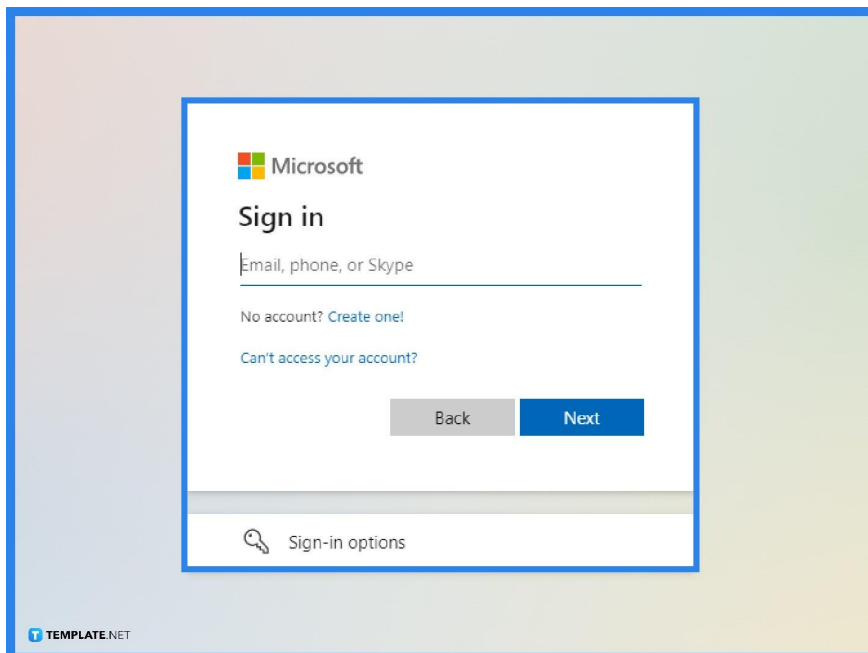 Microsoft
Sign in
Email, phone, or Skype
No account? Create one!
Can't access your account?
Back Next
Sign-in options
T TEMPLATE.NET